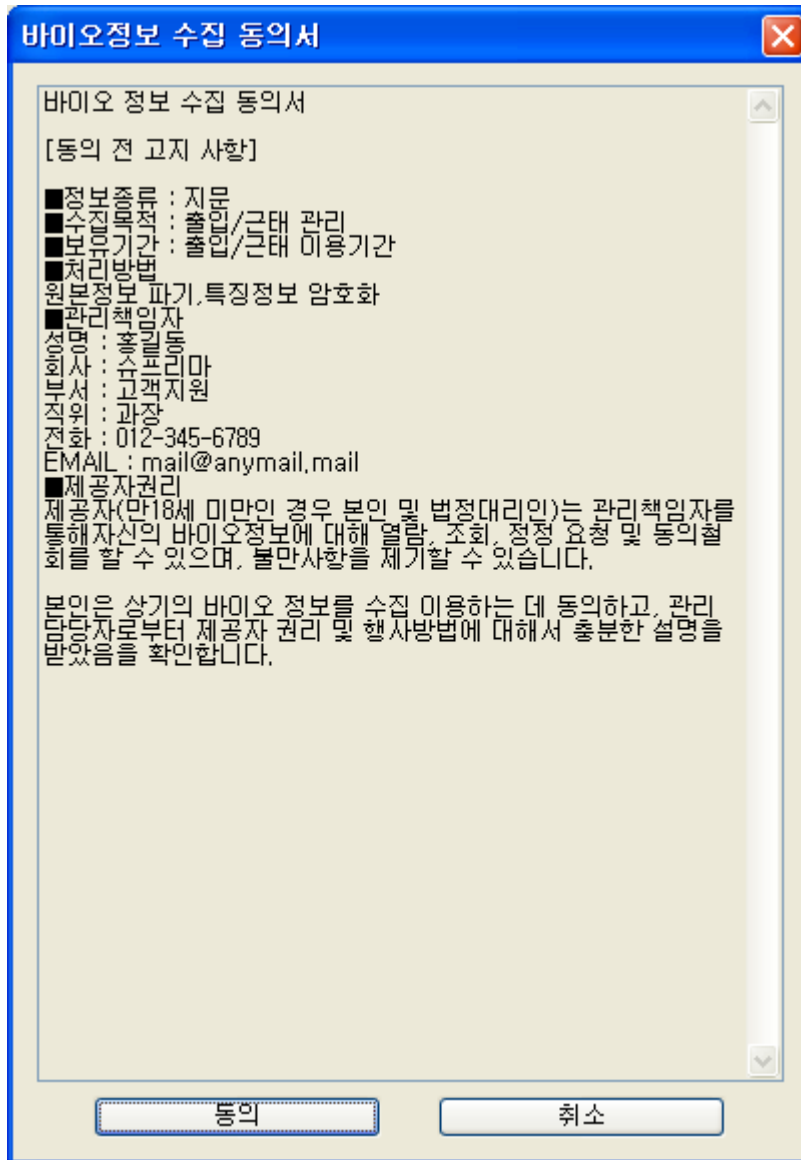 바이오정보 수집 동의서
바이오 정보 수집 동의서
[동의 전 고지 사항]
■정보종류 : 지문
■수집목적 : 출입/근태 관리
■보유기간 : 출입/근태 이용기간
■처리방법
원본정보 파기,특징정보 암호화
■관리책임자
성명 : 홍길동
회사 : 슈프리마
부서 : 고객지원
직위 : 과장
전화 : 012-345-6789
EMAIL : mail@anymail.mail
■제공자권리
제공자(만18세 미만인 경우 본인 및 법정대리인)는 관리책임자를
통해자신의 바이오정보에 대해 열람, 조회, 정정 요청 및 동의철
회를 할 수 있으며, 불만사항을 제기할 수 있습니다.
본인은 상기의 바이오 정보를 수집 이용하는 데 동의하고, 관리
담당자로부터 제공자 권리 및 행사방법에 대해서 충분한 설명을
받았음을 확인합니다.
동의
취소